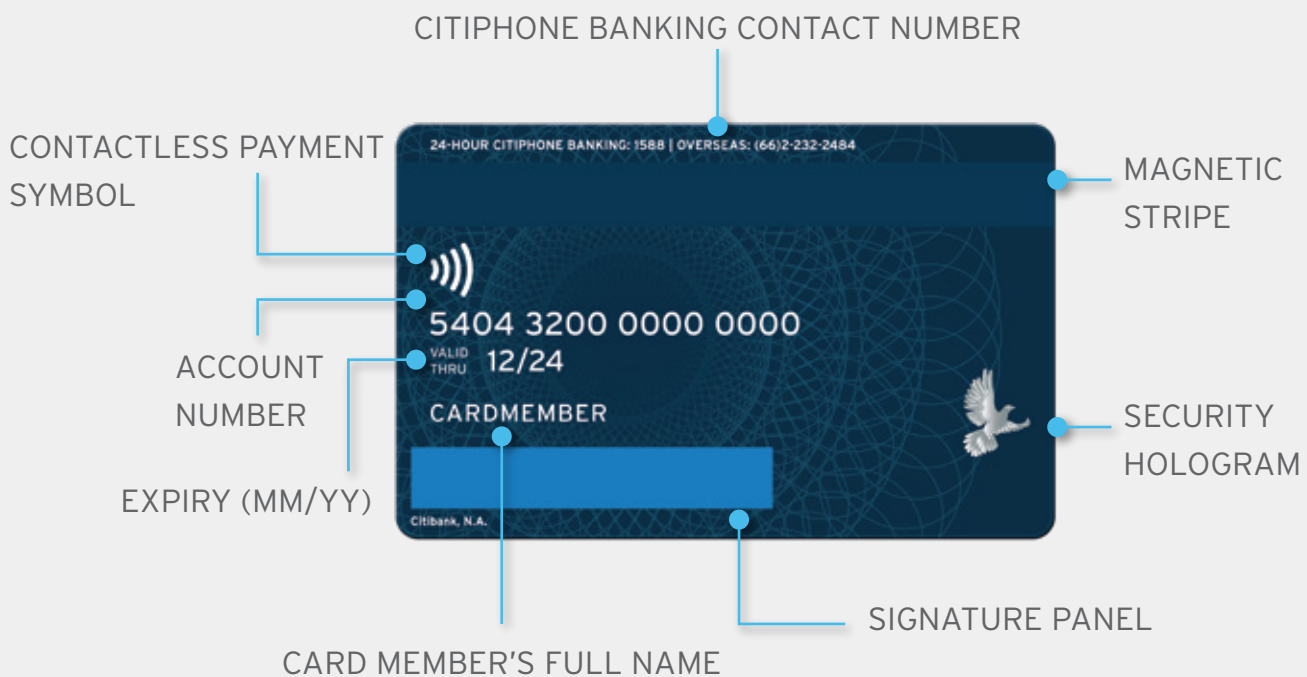 CITIPHONE BANKING CONTACT NUMBER
CONTACTLESS PAYMENT
SYMBOL
24-HOUR CITIPHONE BANKING: 1588 | OVERSEAS: (66)2-232-2484
MAGNETIC
STRIPE
5404 3200 0000 0000
VALID
THRU 12/24
ACCOUNT
NUMBER
CARDMEMBER
SECURITY
HOLOGRAM
EXPIRY (MM/YY)
Citibank, N.A.
SIGNATURE PANEL
CARD MEMBER'S FULL NAME